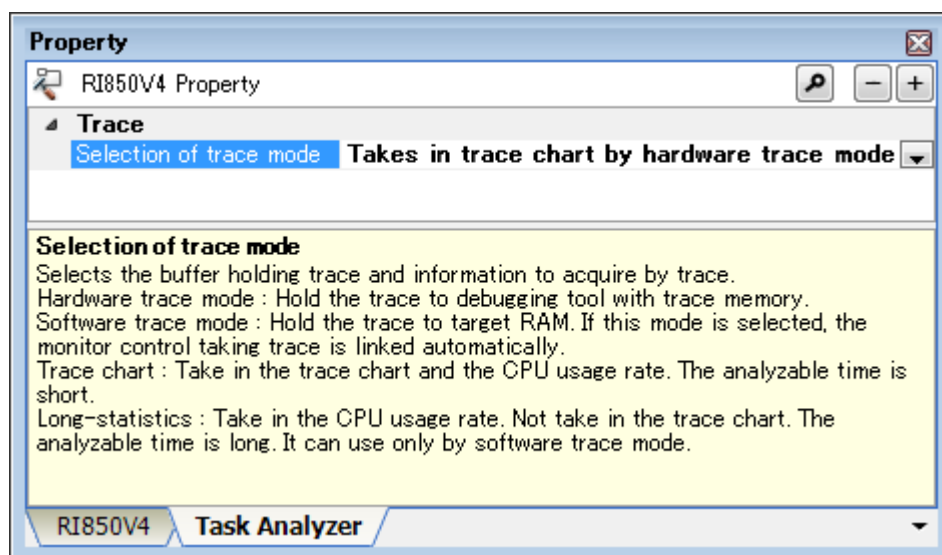 Property
RI850V4 Property
Trace
Selection of trace mode Takes in trace chart by hardware trace mode
Selection of trace mode
Selects the buffer holding trace and information to acquire by trace.
Hardware trace mode : Hold the trace to debugging tool with trace memory.
Software trace mode : Hold the trace to target RAM. If this mode is selected, the
monitor control taking trace is linked automatically.
Trace chart : Take in the trace chart and the CPU usage rate. The analyzable time is
short.
Long-statistics : Take in the CPU usage rate. Not take in the trace chart. The
analyzable time is long. It can use only by software trace mode.
RI850V4 Task Analyzer